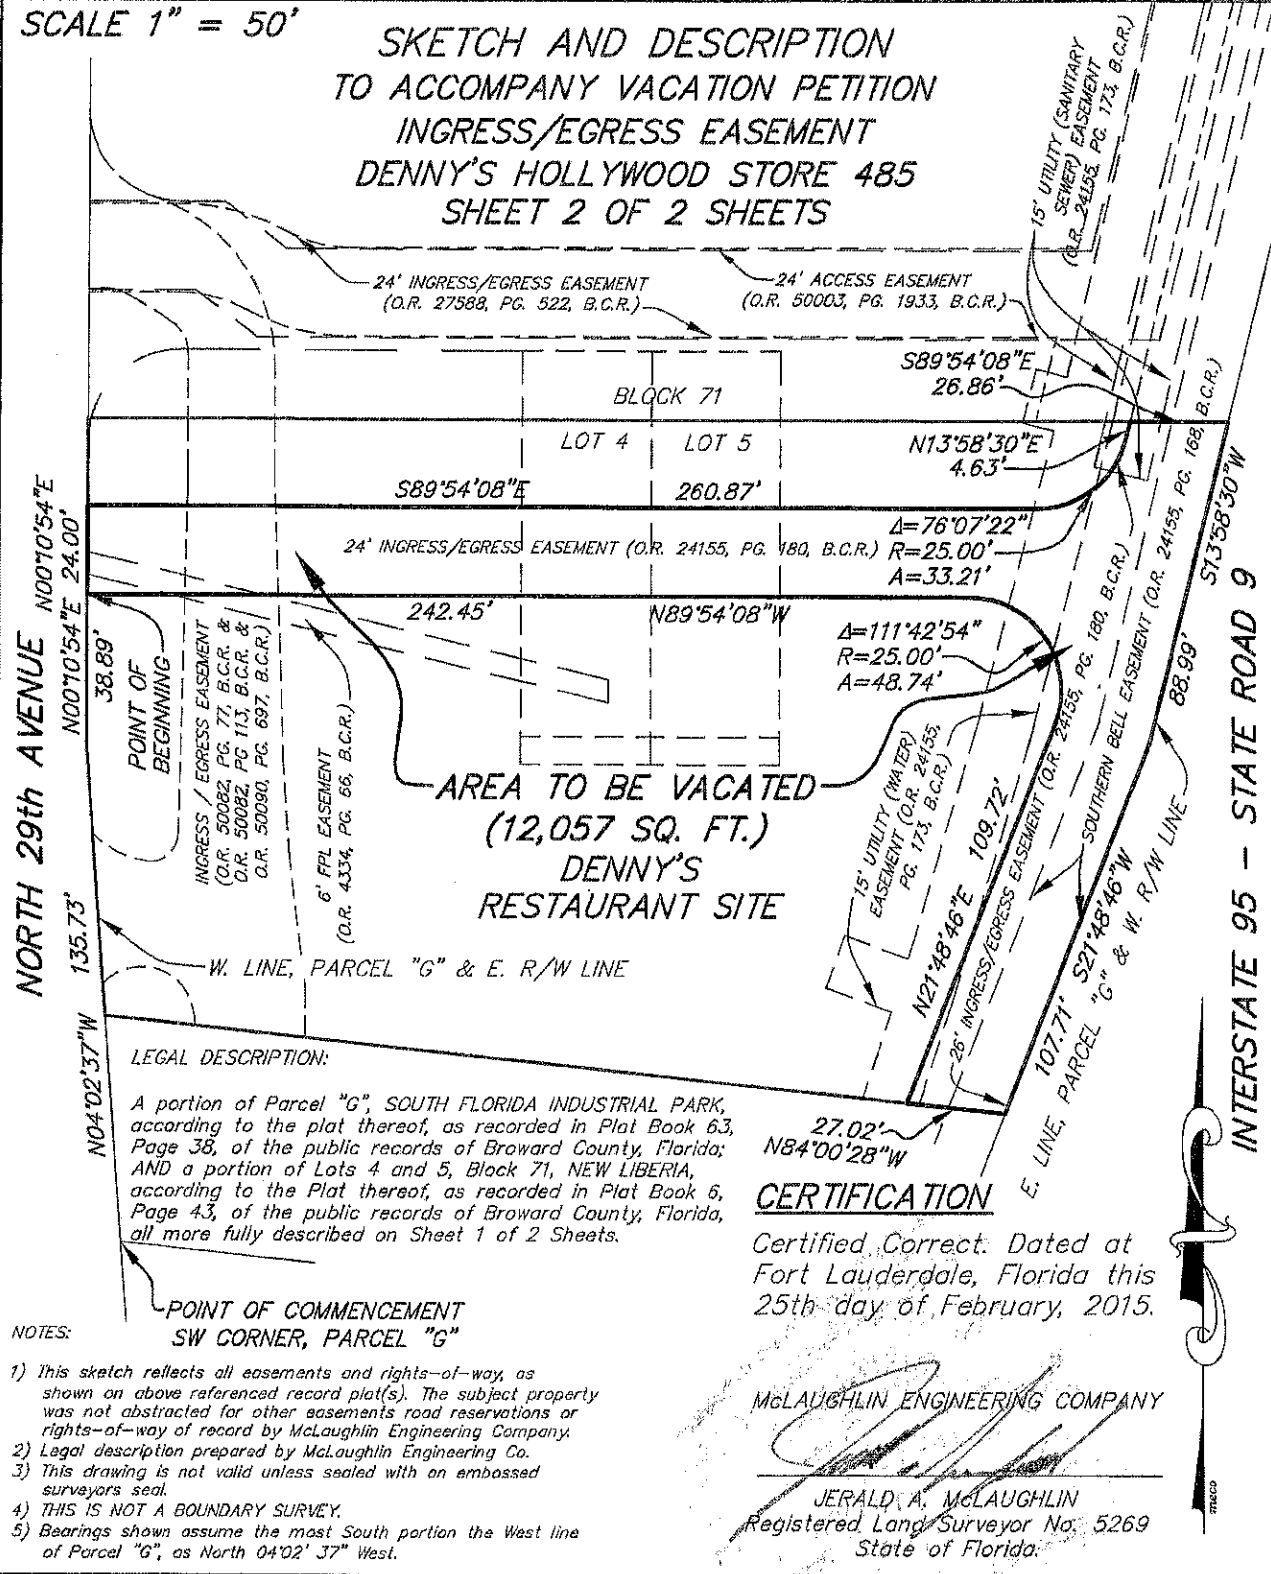 SCALE 1" = 50'
SKETCH AND DESCRIPTION
TO ACCOMPANY VACATION PETITION
INGRESS/EGRESS EASEMENT
DENNY'S HOLLYWOOD STORE 485
SHEET 2 OF 2 SHEETS
15' UTILITY (SANITARY
SEWER) EASEMENT
(O.R. 24155, PG. 173, B.C.R.)
24' INGRESS/EGRESS EASEMENT
(O.R. 27588, PG. 522, B.C.R.)
24' ACCESS EASEMENT
(O.R. 50003, PG. 1933, B.C.R.)
S89°54'08"E
26.86'
BLOCK 71
LOT 4
LOT 5
N13°58'30"E
4.63'
S89°54'08"E
260.87'
24' INGRESS/EGRESS EASEMENT (O.R. 24155, PG. 180, B.C.R.)
Δ=76°07'22"
R=25.00'
A=33.21'
242.45'
N89°54'08"W
Δ=111°42'54"
R=25.00'
A=48.74'
NORTH 29th AVENUE
N00°10'54"E
N00°10'54"E 24.00'
38.89'
POINT OF
BEGINNING
INGRESS / EGRESS EASEMENT
(O.R. 50082, PG. 77, B.C.R. &
O.R. 50082, PG 113, B.C.R. &
O.R. 50090, PG. 697, B.C.R.)
6' FPL EASEMENT
(O.R. 4334, PG. 66, B.C.R.)
AREA TO BE VACATED
(12,057 SQ. FT.)
DENNY'S
RESTAURANT SITE
15' UTILITY (WATER)
EASEMENT (O.R. 24155,
PG. 173, B.C.R.)
N21°48'46"E 109.72'
26' INGRESS/EGRESS EASEMENT (O.R. 24155, PG. 180, B.C.R.)
SOUTHERN BELL EASEMENT (O.R. 24155, PG. 168, B.C.R.)
S13°58'30"W
88.99'
107.71' S21°48'46"W
E. LINE, PARCEL "G" & W. R/W LINE
INTERSTATE 95 - STATE ROAD 9
135.73'
N04°02'37"W
W. LINE, PARCEL "G" & E. R/W LINE
27.02'
N84°00'28"W
LEGAL DESCRIPTION:
A portion of Parcel "G", SOUTH FLORIDA INDUSTRIAL PARK,
according to the plat thereof, as recorded in Plat Book 63,
Page 38, of the public records of Broward County, Florida;
AND a portion of Lots 4 and 5, Block 71, NEW LIBERIA,
according to the Plat thereof, as recorded in Plat Book 6,
Page 43, of the public records of Broward County, Florida,
all more fully described on Sheet 1 of 2 Sheets.
POINT OF COMMENCEMENT
SW CORNER, PARCEL "G"
NOTES:
1) This sketch reflects all easements and rights-of-way, as
shown on above referenced record plat(s). The subject property
was not abstracted for other easements road reservations or
rights-of-way of record by McLaughlin Engineering Company.
2) Legal description prepared by McLaughlin Engineering Co.
3) This drawing is not valid unless sealed with an embossed
surveyors seal.
4) THIS IS NOT A BOUNDARY SURVEY.
5) Bearings shown assume the most South portion the West line
of Parcel "G", as North 04°02' 37" West.
CERTIFICATION
Certified Correct. Dated at
Fort Lauderdale, Florida this
25th day of February, 2015.
McLAUGHLIN ENGINEERING COMPANY
JERALD A. McLAUGHLIN
Registered Land Surveyor No. 5269
State of Florida.
meco